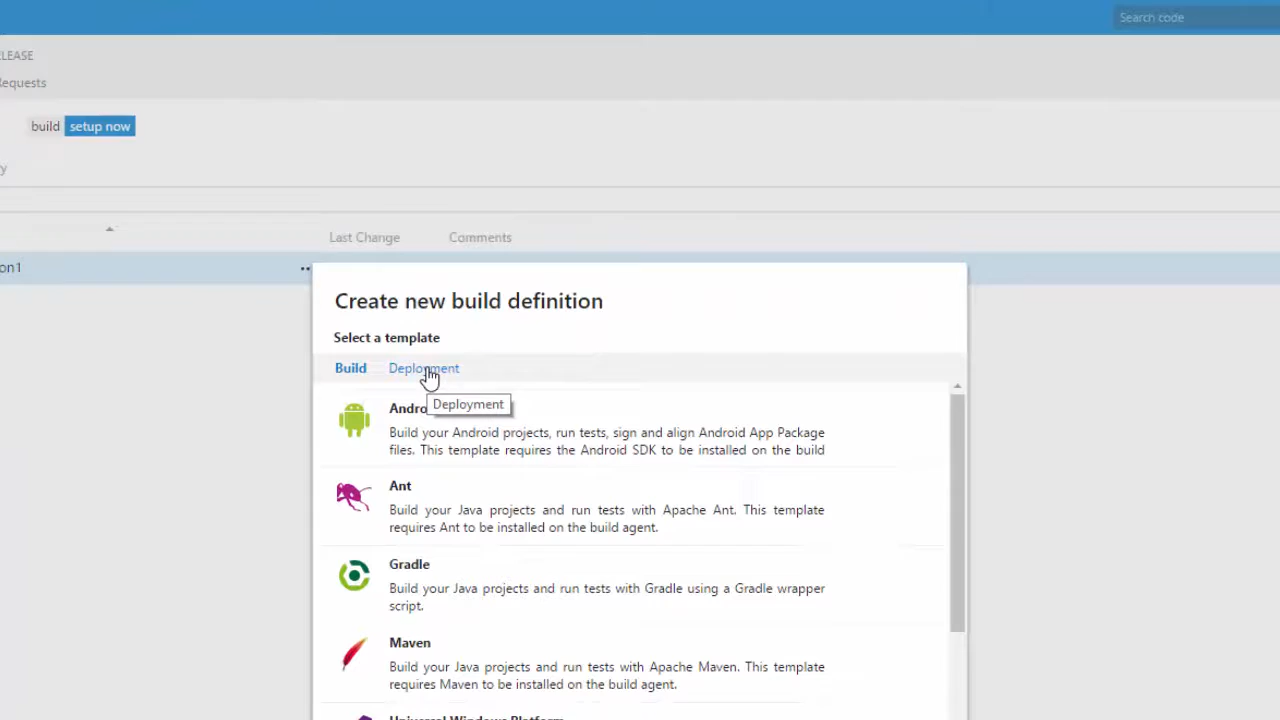 Search code
LEASE
Requests
build setup now
y
Last Change Comments
on1
Create new build definition
Select a template
Build Deployment
Deployment
Andro
Build your Android projects, run tests, sign and align Android App Package
files. This template requires the Android SDK to be installed on the build
Ant
Build your Java projects and run tests with Apache Ant. This template
requires Ant to be installed on the build agent.
Gradle
Build your Java projects and run tests with Gradle using a Gradle wrapper
script.
Maven
Build your Java projects and run tests with Apache Maven. This template
requires Maven to be installed on the build agent.
Universal Windows Platform